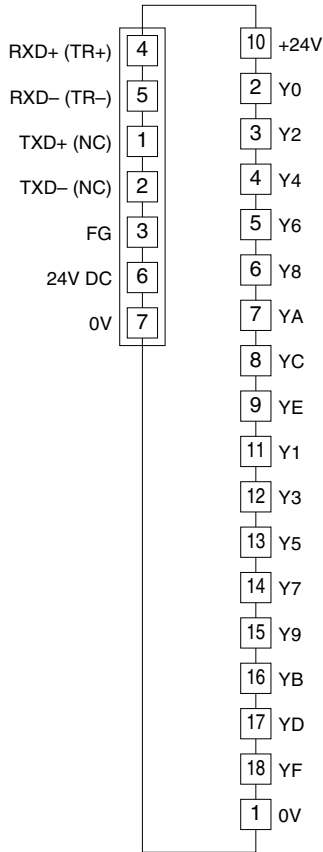 RXD+ (TR+) 4
RXD– (TR–) 5
TXD+ (NC) 1
TXD– (NC) 2
FG 3
24V DC 6
0V 7
10 +24V
2 Y0
3 Y2
4 Y4
5 Y6
6 Y8
7 YA
8 YC
9 YE
11 Y1
12 Y3
13 Y5
14 Y7
15 Y9
16 YB
17 YD
18 YF
1 0V